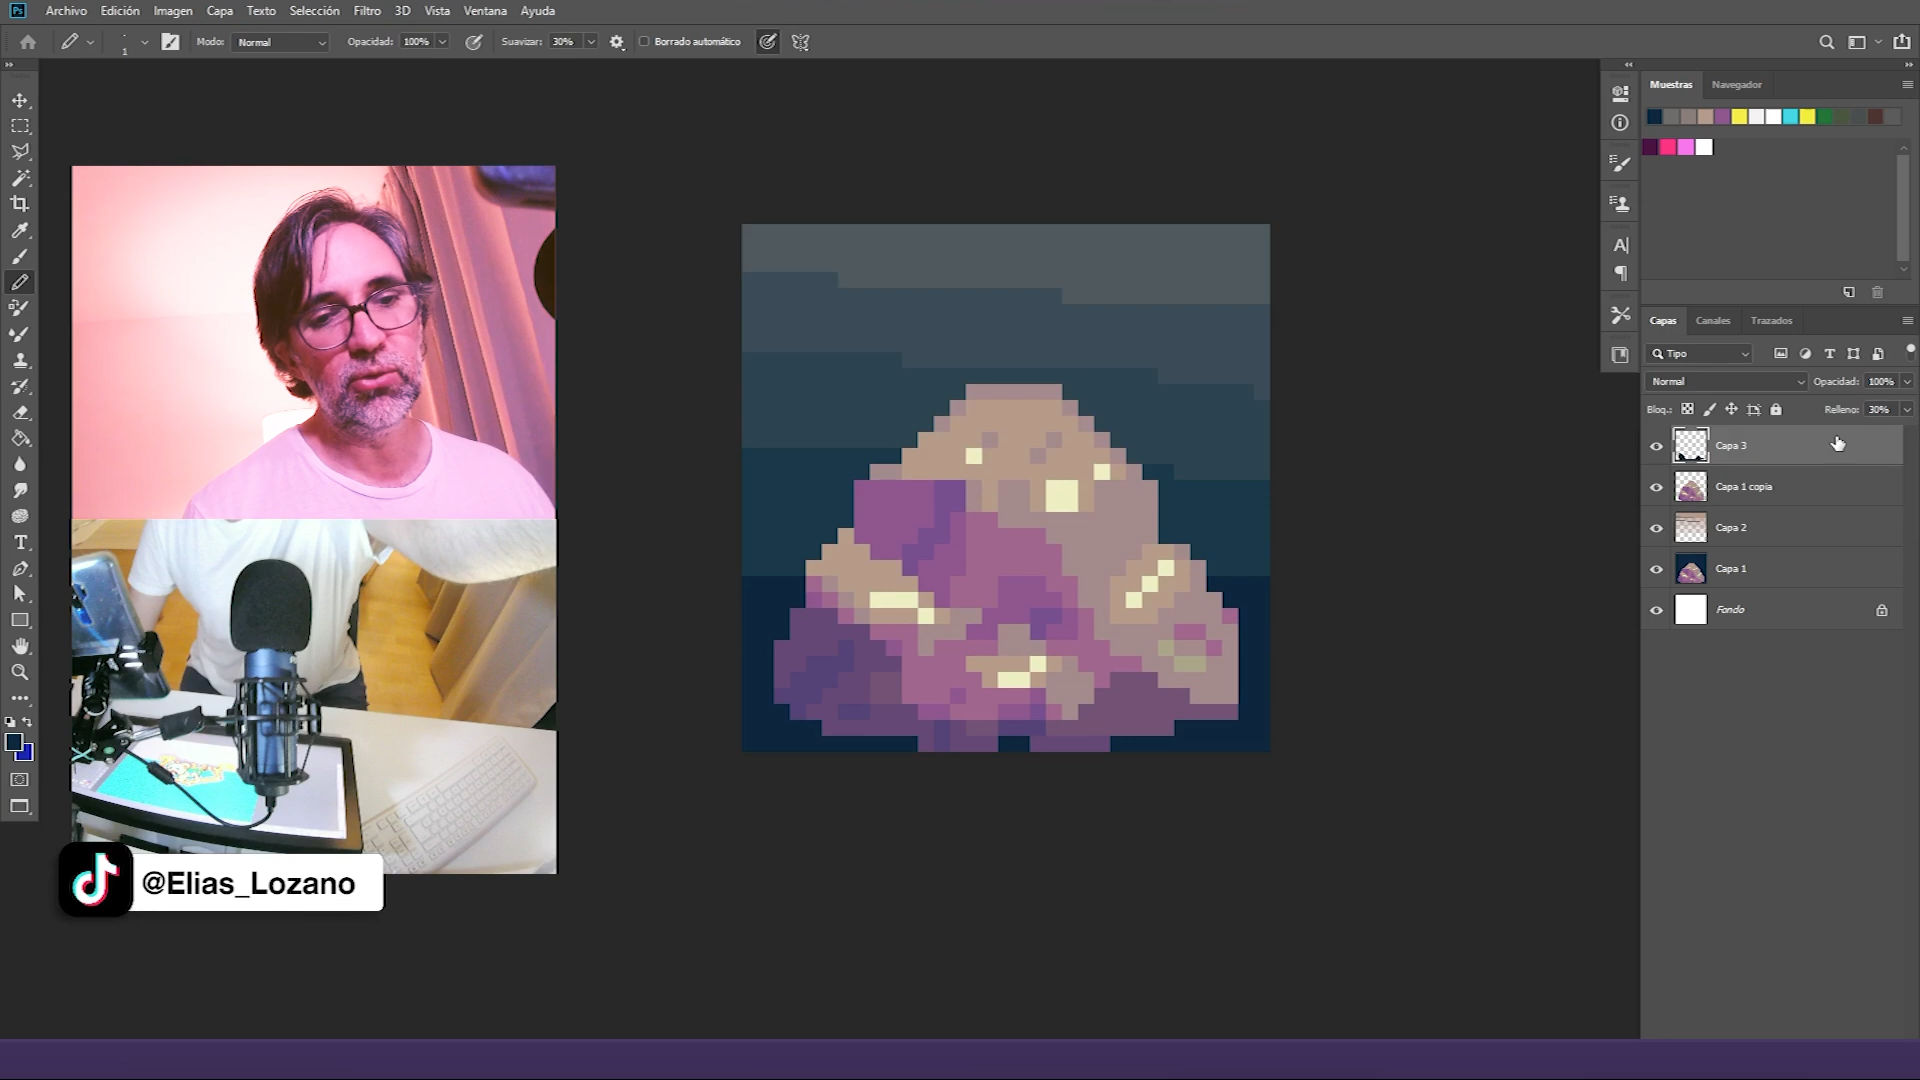 Ps Archivo Edición Imagen Capa Texto Selección Filtro 3D Vista Ventana Ayuda
1 Modo: Normal Opacidad: 100% Suavizar: 30% Borrado automático
Muestras Navegador
Capas Canales Trazados
Tipo
Normal Opacidad: 100%
Bloq.: Relleno: 30%
Capa 3
Capa 1 copia
Capa 2
Capa 1
Fondo
@Elias_Lozano